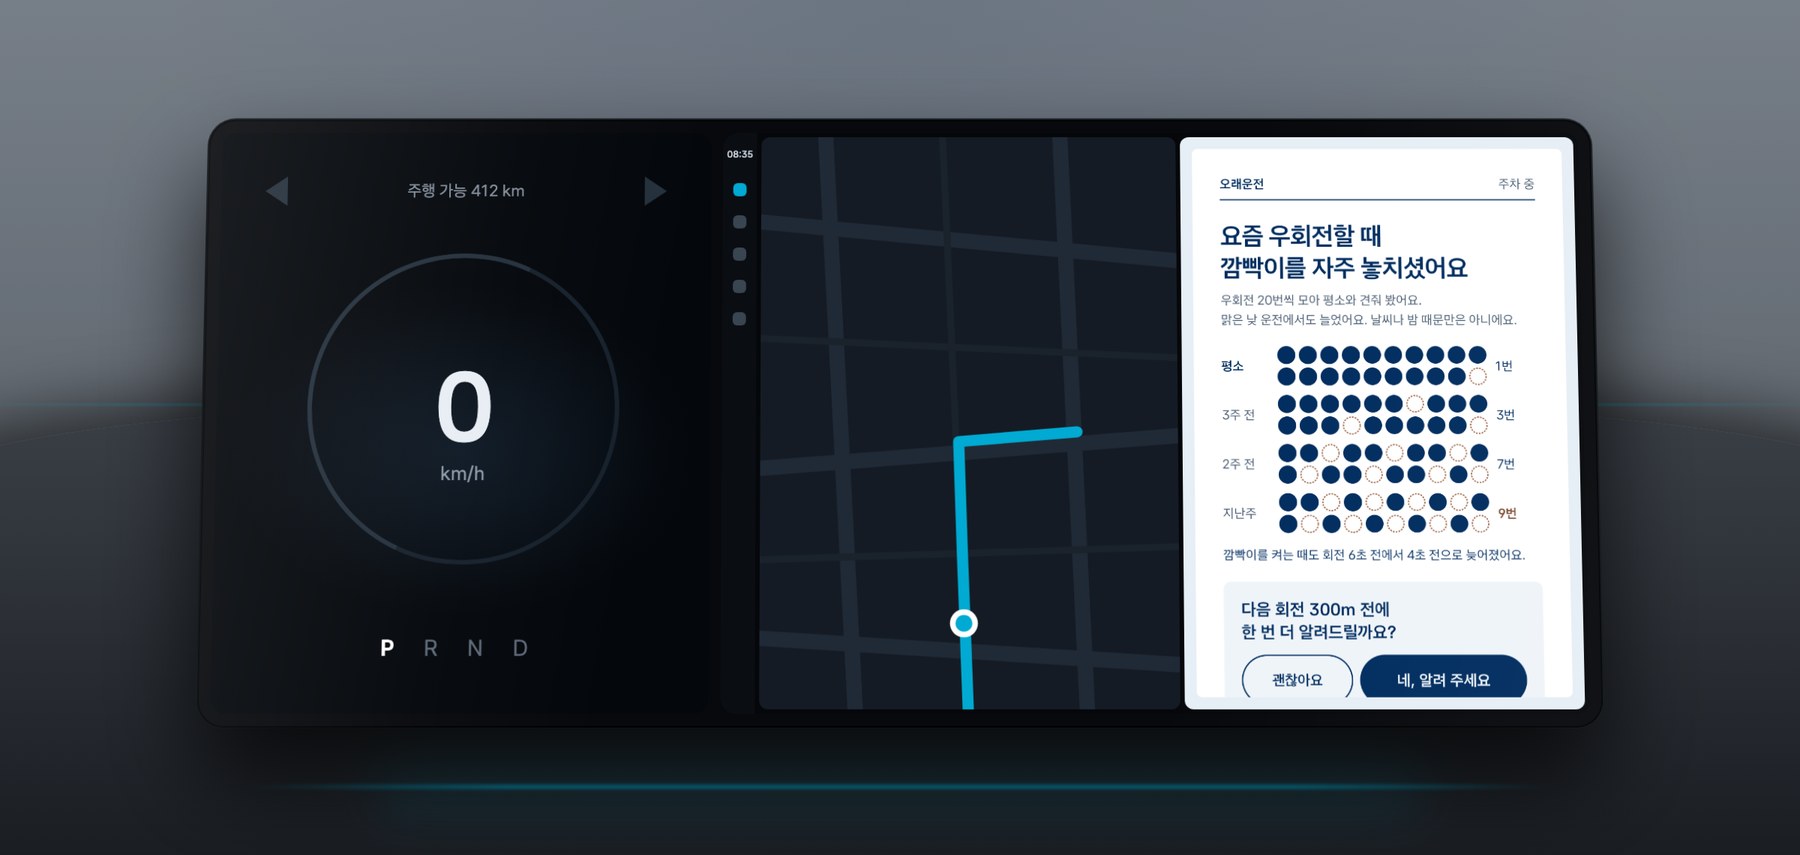 주행 가능 412 km
0
km/h
P R N D
08:35
오래운전
주차 중
요즘 우회전할 때
깜빡이를 자주 놓치셨어요
우회전 20번씩 모아 평소와 견줘 봤어요.
맑은 낮 운전에서도 늘었어요. 날씨나 밤 때문만은 아니에요.
평소
1번
3주 전
3번
2주 전
7번
지난주
9번
깜빡이를 켜는 때도 회전 6초 전에서 4초 전으로 늦어졌어요.
다음 회전 300m 전에
한 번 더 알려드릴까요?
괜찮아요
네, 알려 주세요